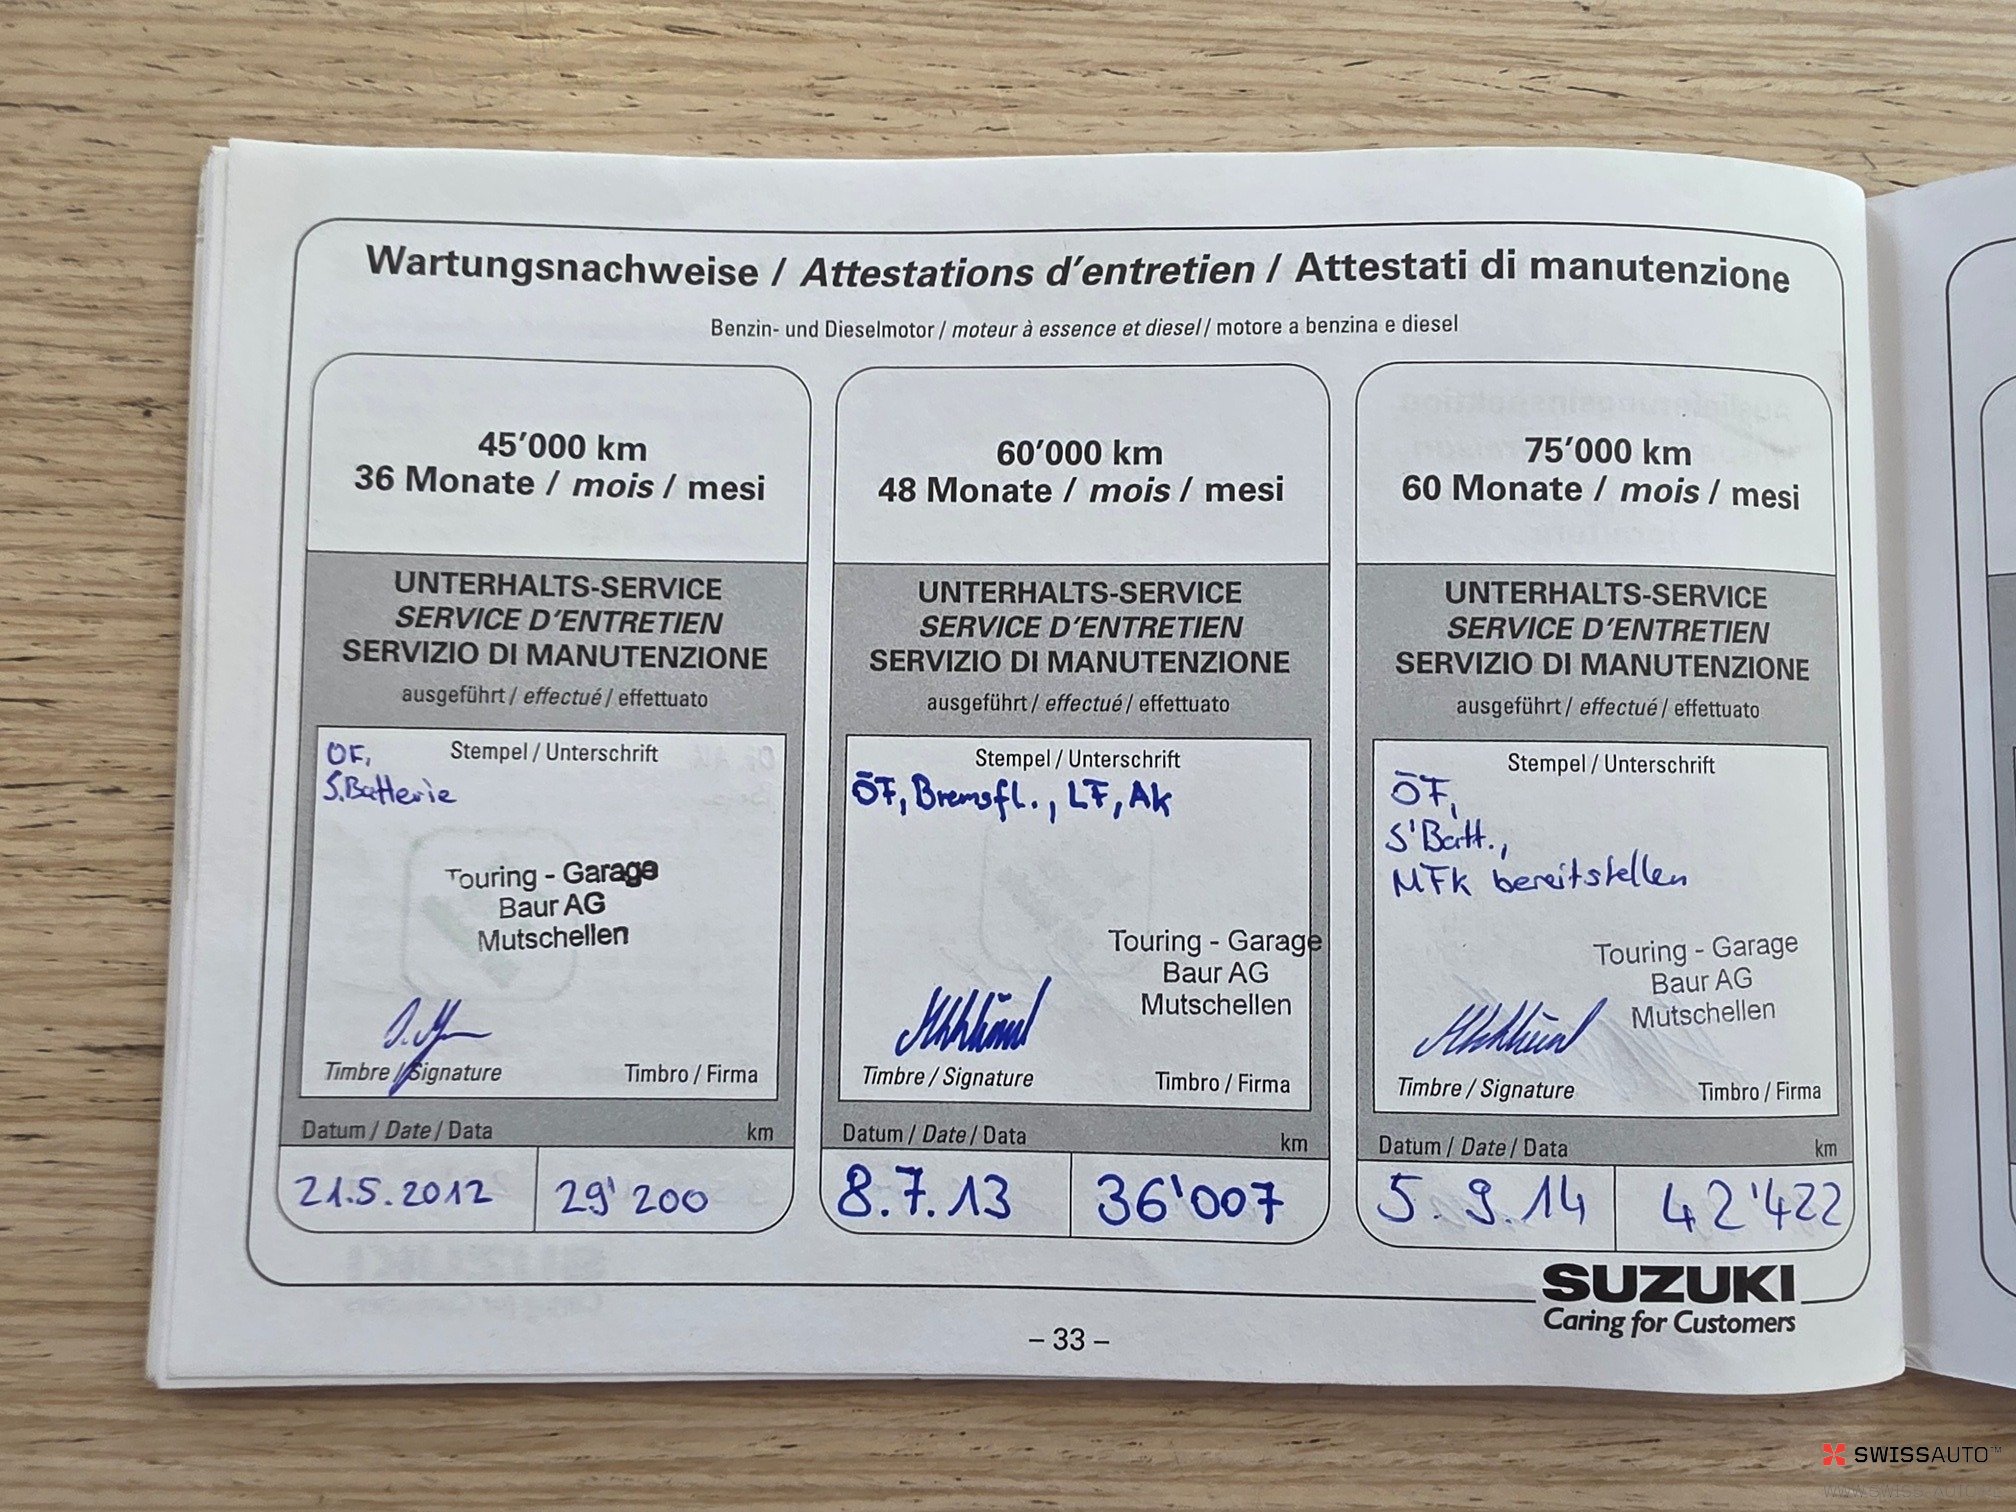 Wartungsnachweise / Attestations d'entretien / Attestati di manutenzione
Benzin- und Dieselmotor / moteur à essence et diesel / motore a benzina e diesel
45'000 km
36 Monate / mois / mesi
UNTERHALTS-SERVICE
SERVICE D'ENTRETIEN
SERVIZIO DI MANUTENZIONE
ausgeführt / effectué / effettuato
Stempel / Unterschrift
ÖF,
S.Batterie
Touring - Garage
Baur AG
Mutschellen
Timbre / Signature Timbro / Firma
Datum / Date / Data km
21.5.2012 29'200
60'000 km
48 Monate / mois / mesi
UNTERHALTS-SERVICE
SERVICE D'ENTRETIEN
SERVIZIO DI MANUTENZIONE
ausgeführt / effectué / effettuato
Stempel / Unterschrift
ÖF, Bremsfl., LF, AK
Touring - Garage
Baur AG
Mutschellen
Timbre / Signature Timbro / Firma
Datum / Date / Data km
8.7.13 36'007
75'000 km
60 Monate / mois / mesi
UNTERHALTS-SERVICE
SERVICE D'ENTRETIEN
SERVIZIO DI MANUTENZIONE
ausgeführt / effectué / effettuato
Stempel / Unterschrift
ÖF,
S'Batt.,
MFK bereitstellen
Touring - Garage
Baur AG
Mutschellen
Timbre / Signature Timbro / Firma
Datum / Date / Data km
5.9.14 42'422
SUZUKI
Caring for Customers
– 33 –
SWISSAUTO™